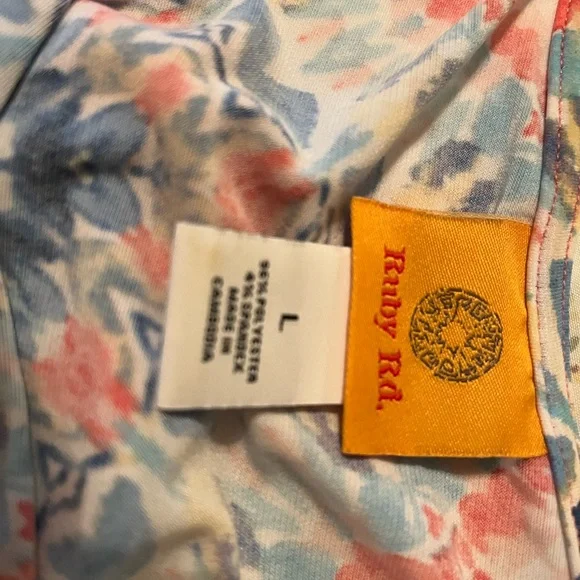 Ruby Rd.
L
96% POLYESTER
4% SPANDEX
MADE IN
CAMBODIA